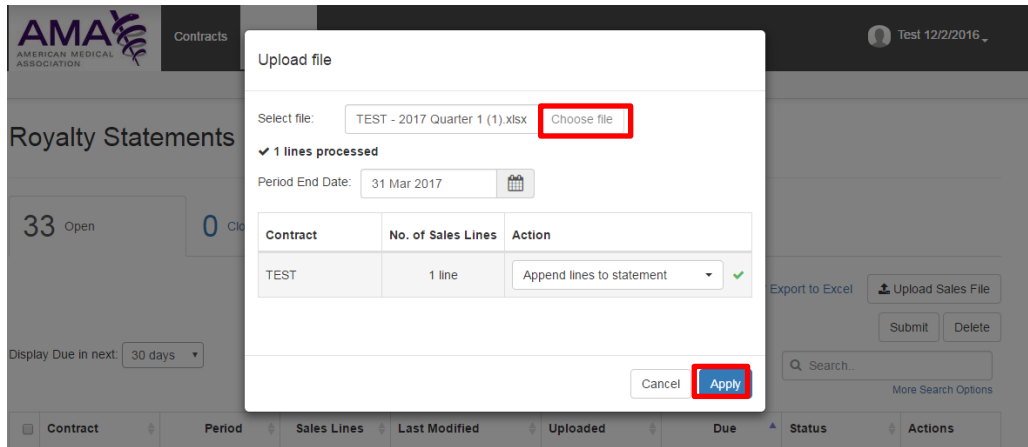 AMA
AMERICAN MEDICAL
ASSOCIATION
Contracts
Test 12/2/2016
Upload file
Select file: TEST - 2017 Quarter 1 (1).xlsx Choose file
Royalty Statements
1 lines processed
Period End Date: 31 Mar 2017
33 Open
0 Clo
Contract No. of Sales Lines Action
TEST 1 line Append lines to statement
Export to Excel Upload Sales File
Submit Delete
Display Due in next: 30 days
Search..
Cancel Apply
More Search Options
Contract Period Sales Lines Last Modified Uploaded Due Status Actions